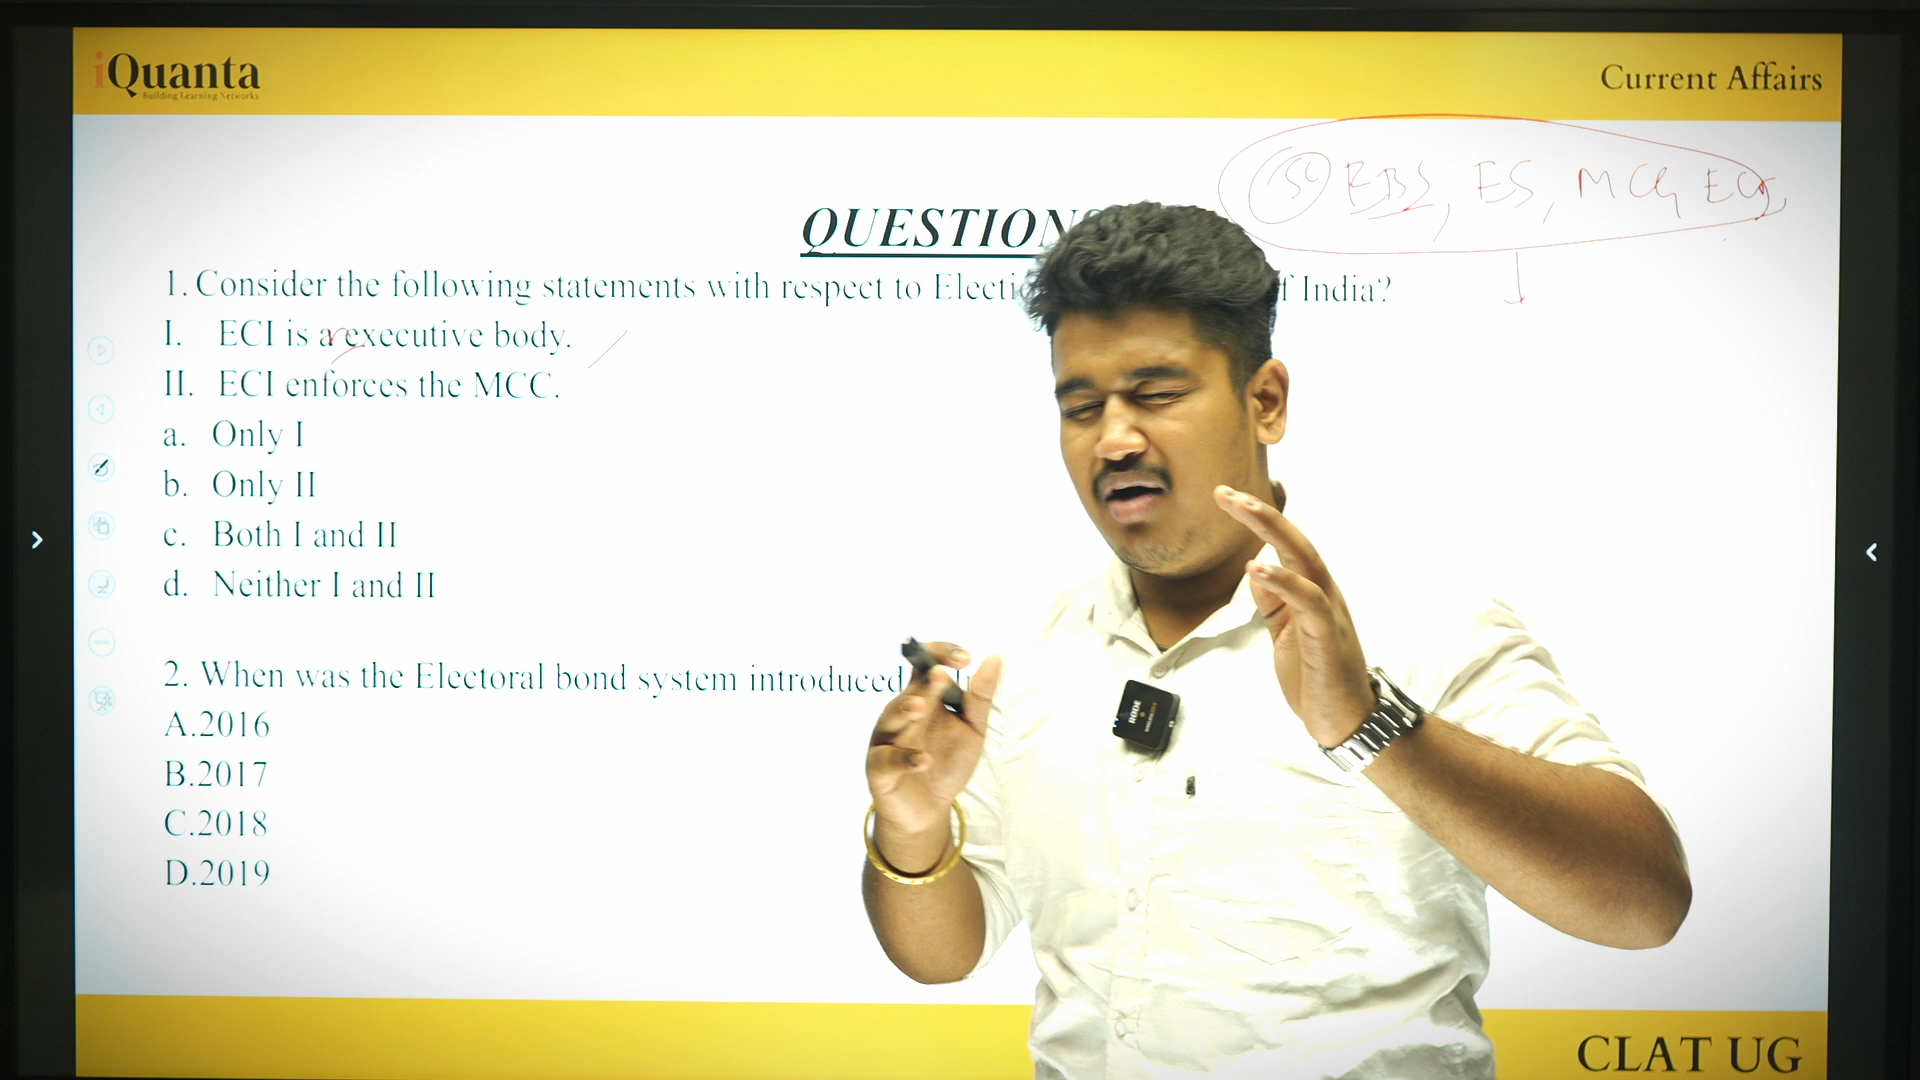 iQuanta
Building Learning Networks
Current Affairs
EBS, ES, MCC, ECI,
QUESTION
1. Consider the following statements with respect to Electi f India?
I. ECI is a executive body.
II. ECI enforces the MCC.
a. Only I
b. Only II
c. Both I and II
d. Neither I and II
2. When was the Electoral bond system introduced
A.2016
B.2017
C.2018
D.2019
RODE
CLAT UG